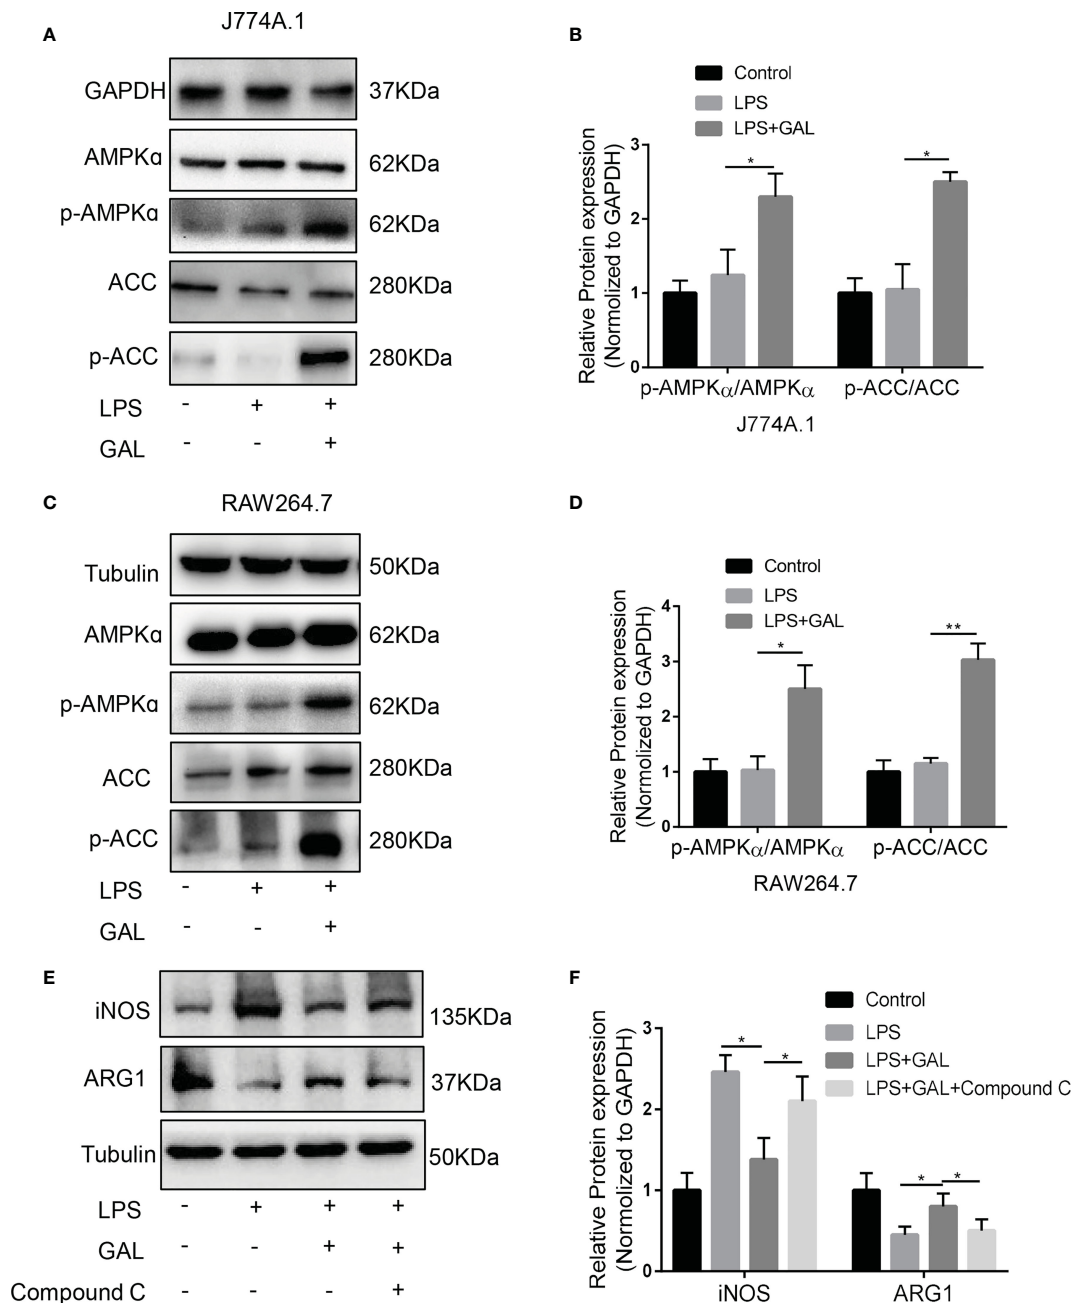 A
J774A.1
GAPDH 37KDa
AMPKɑ 62KDa
p-AMPKɑ 62KDa
ACC 280KDa
p-ACC 280KDa
LPS - + +
GAL - - +
B
Control
LPS
LPS+GAL
Relative Protein expression
(Normolized to GAPDH)
3
2
1
0
* *
p-AMPKα/AMPKα p-ACC/ACC
J774A.1
C
RAW264.7
Tubulin 50KDa
AMPKɑ 62KDa
p-AMPKɑ 62KDa
ACC 280KDa
p-ACC 280KDa
LPS - + +
GAL - - +
D
Control
LPS
LPS+GAL
Relative Protein expression
(Normolized to GAPDH)
4
3
2
1
0
* **
p-AMPKα/AMPKα p-ACC/ACC
RAW264.7
E
iNOS 135KDa
ARG1 37KDa
Tubulin 50KDa
LPS - + + +
GAL - - + +
Compound C - - - +
F
Control
LPS
LPS+GAL
LPS+GAL+Compound C
Relative Protein expression
(Normolized to GAPDH)
3
2
1
0
* * * *
iNOS ARG1